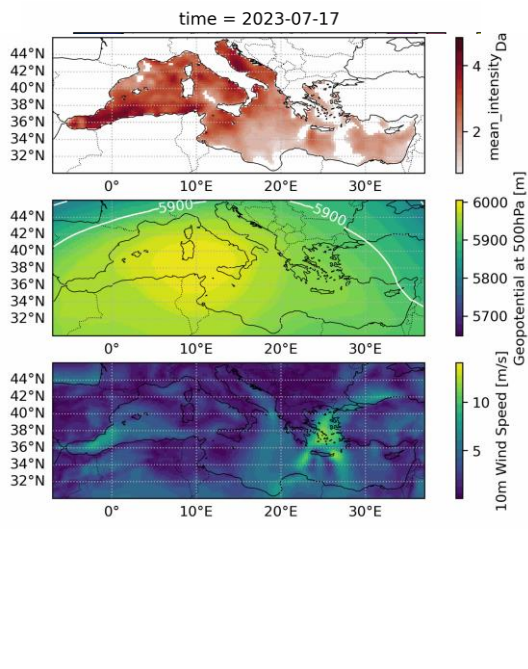 time = 2023-07-17
44°N
42°N
40°N
38°N
36°N
34°N
32°N
0°
10°E
20°E
30°E
4
2
mean_intensity Da
5900
5900
44°N
42°N
40°N
38°N
36°N
34°N
32°N
0°
10°E
20°E
30°E
6000
5900
5800
5700
Geopotential at 500hPa [m]
44°N
42°N
40°N
38°N
36°N
34°N
32°N
0°
10°E
20°E
30°E
10
5
10m Wind Speed [m/s]